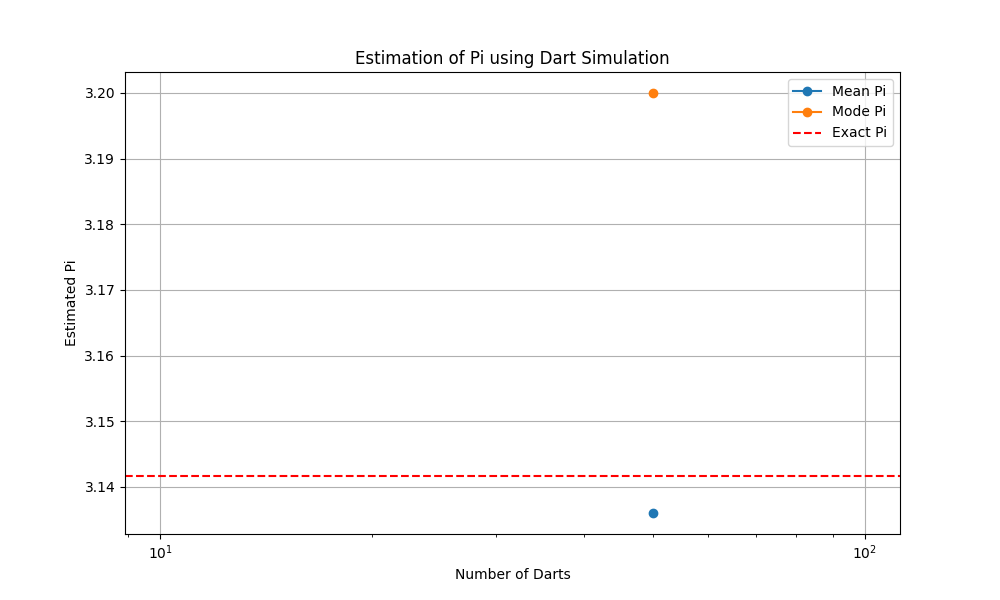 Estimation of Pi using Dart Simulation
Mean Pi
Mode Pi
Exact Pi
Estimated Pi
3.20
3.19
3.18
3.17
3.16
3.15
3.14
10¹
10²
Number of Darts